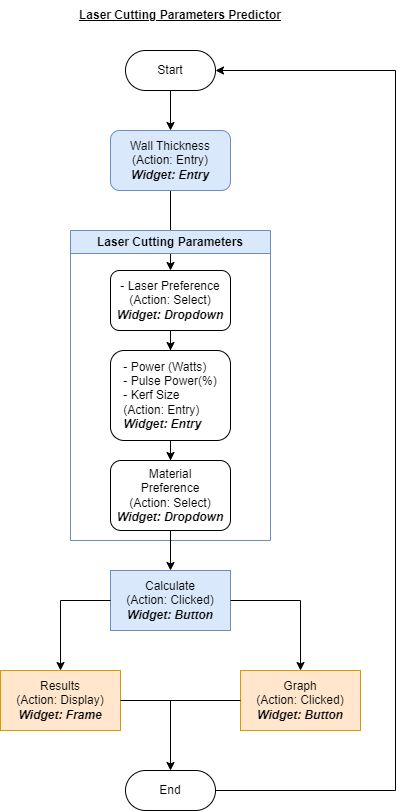 Laser Cutting Parameters Predictor
Start
Wall Thickness
(Action: Entry)
Widget: Entry
Laser Cutting Parameters
- Laser Preference
(Action: Select)
Widget: Dropdown
- Power (Watts)
- Pulse Power(%)
- Kerf Size
(Action: Entry)
Widget: Entry
Material
Preference
(Action: Select)
Widget: Dropdown
Calculate
(Action: Clicked)
Widget: Button
Results
(Action: Display)
Widget: Frame
Graph
(Action: Clicked)
Widget: Button
End